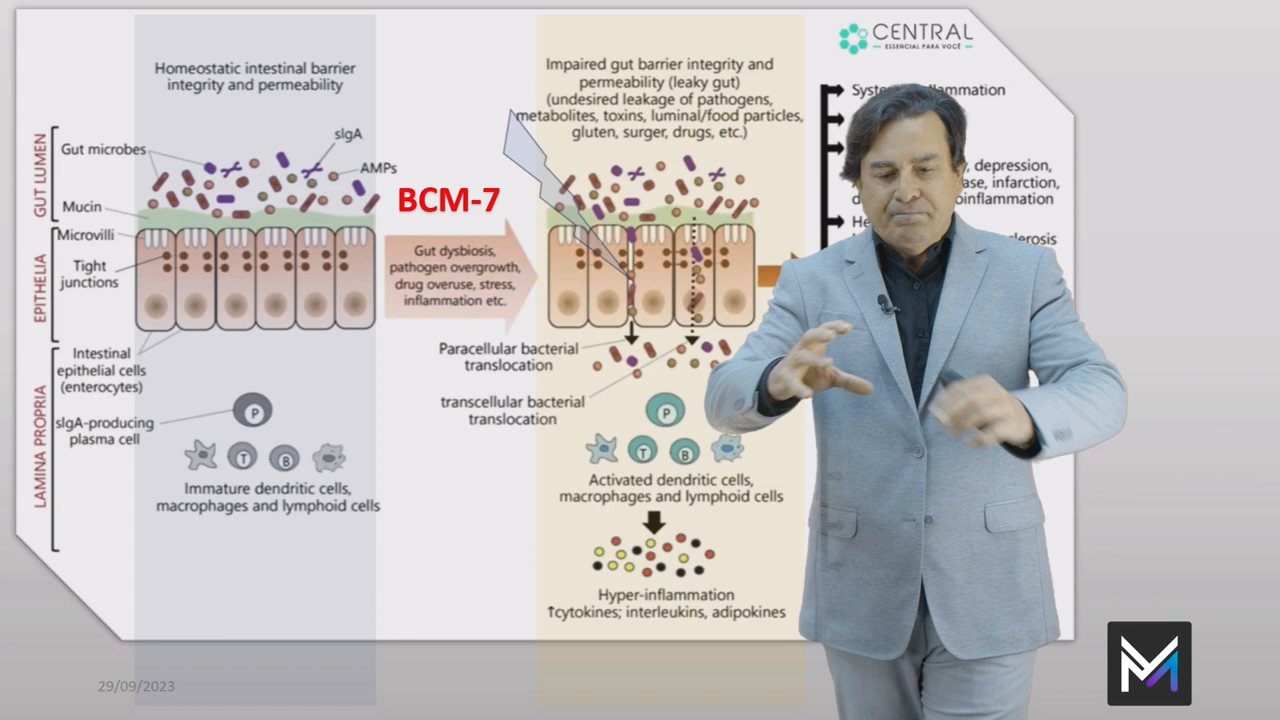 CENTRAL
ESSENCIAL PARA VOCÊ
Homeostatic intestinal barrier
integrity and permeability
GUT LUMEN
Gut microbes
sIgA
AMPs
Mucin
EPITHELIA
Microvilli
Tight
junctions
Intestinal
epithelial cells
(enterocytes)
LAMINA PROPRIA
sIgA-producing
plasma cell
P
T
B
Immature dendritic cells,
macrophages and lymphoid cells
BCM-7
Gut dysbiosis,
pathogen overgrowth,
drug overuse, stress,
inflammation etc.
Impaired gut barrier integrity and
permeability (leaky gut)
(undesired leakage of pathogens,
metabolites, toxins, luminal/food particles,
gluten, surger, drugs, etc.)
Paracellular bacterial
translocation
transcellular bacterial
translocation
P
T
B
Activated dendritic cells,
macrophages and lymphoid cells
Hyper-inflammation
↑cytokines; interleukins, adipokines
depression,
infarction,
29/09/2023
M